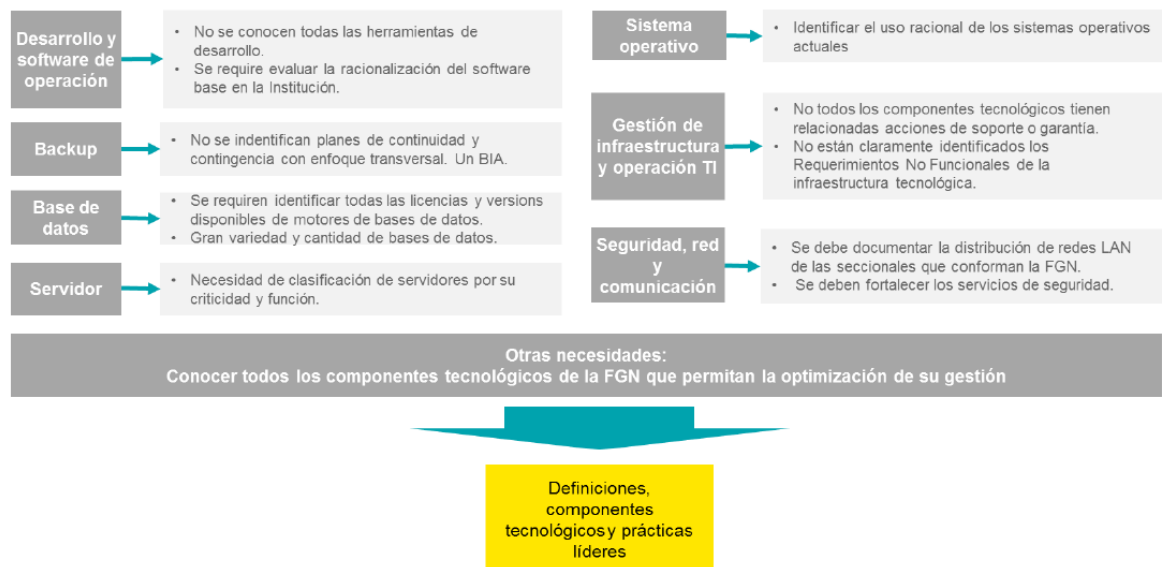 Desarrollo y
software de
operación
• No se conocen todas las herramientas de
desarrollo.
• Se require evaluar la racionalización del software
base en la Institución.
Backup
• No se indentifican planes de continuidad y
contingencia con enfoque transversal. Un BIA.
Base de
datos
• Se requiren identificar todas las licencias y versions
disponibles de motores de bases de datos.
• Gran variedad y cantidad de bases de datos.
Servidor
• Necesidad de clasificación de servidores por su
criticidad y función.
Sistema
operativo
• Identificar el uso racional de los sistemas operativos
actuales
Gestión de
infraestructura
y operación TI
• No todos los componentes tecnológicos tienen
relacionadas acciones de soporte o garantía.
• No están claramente identificados los
Requerimientos No Funcionales de la
infraestructura tecnológica.
Seguridad, red
y
comunicación
• Se debe documentar la distribución de redes LAN
de las seccionales que conforman la FGN.
• Se deben fortalecer los servicios de seguridad.
Otras necesidades:
Conocer todos los componentes tecnológicos de la FGN que permitan la optimización de su gestión
Definiciones,
componentes
tecnológicos y prácticas
líderes